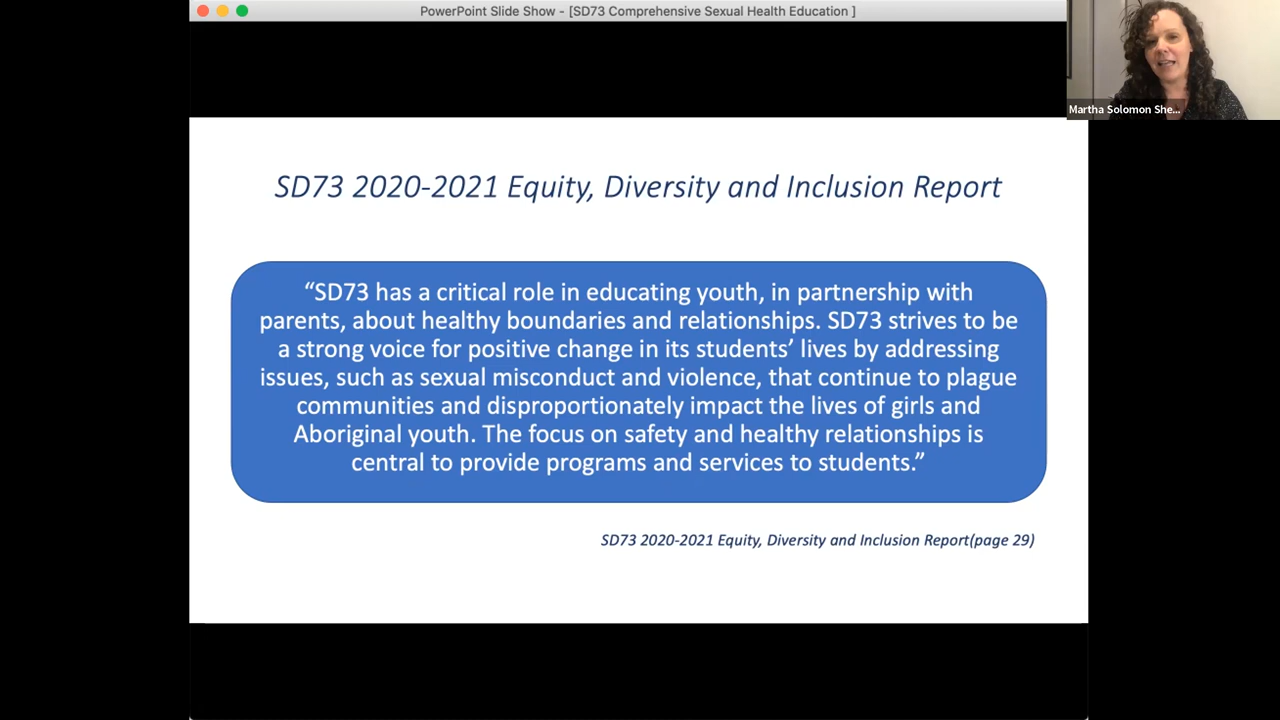 PowerPoint Slide Show - [SD73 Comprehensive Sexual Health Education ]
Martha Solomon She...
SD73 2020-2021 Equity, Diversity and Inclusion Report
“SD73 has a critical role in educating youth, in partnership with
parents, about healthy boundaries and relationships. SD73 strives to be
a strong voice for positive change in its students’ lives by addressing
issues, such as sexual misconduct and violence, that continue to plague
communities and disproportionately impact the lives of girls and
Aboriginal youth. The focus on safety and healthy relationships is
central to provide programs and services to students.”
SD73 2020-2021 Equity, Diversity and Inclusion Report(page 29)